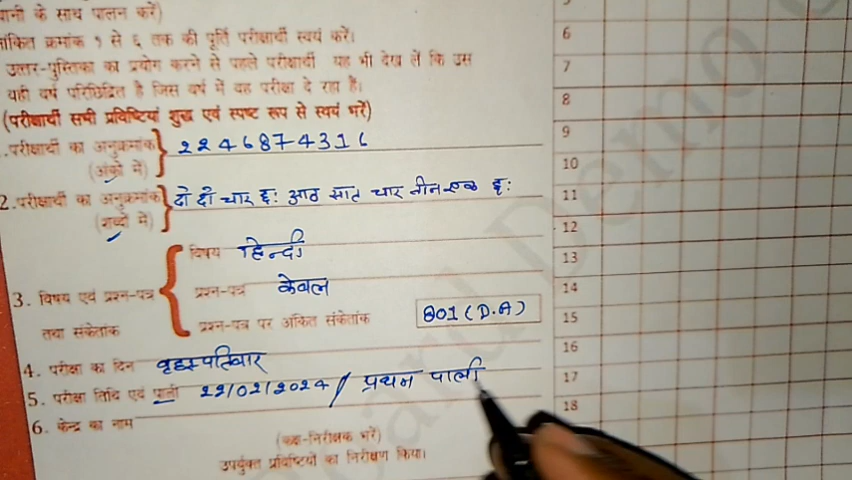 पानी के साथ पालन करें)
क्रमांक १ से ६ तक की पूर्ति परीक्षार्थी स्वयं करें।
उत्तर-पुस्तिका का प्रयोग करने से पहले परीक्षार्थी यह भी देख लें कि उस
यही वर्ष परिछिद्रित है जिस वर्ष में वह परीक्षा दे रहा है।
(परीक्षार्थी सभी प्रविष्टियां शुद्ध एवं स्पष्ट रूप से स्वयं भरें)
परीक्षार्थी का अनुक्रमांक 2246874316
(अंको में)
2. परीक्षार्थी का अनुक्रमांक दो दो चार छः आठ सात चार तीन एक छः
(शब्दों में)
विषय हिन्दी
3. विषय एवं प्रश्न-पत्र प्रश्न-पत्र केवल
तथा संकेतांक प्रश्न-पत्र पर अंकित संकेतांक 801 (D.A)
4. परीक्षा का दिन वृहस्पतिवार
5. परीक्षा तिथि एवं पाली 22/02/2024 / प्रथम पाली
6. केन्द्र का नाम
(कक्ष-निरीक्षक भरें)
उपर्युक्त प्रविष्टियों का निरीक्षण किया।
6
7
8
9
10
11
12
13
14
15
16
17
18